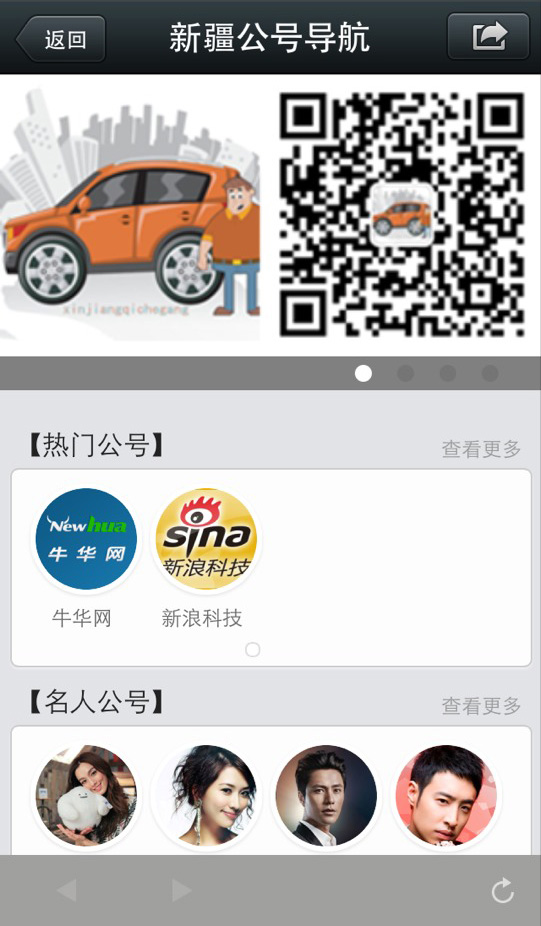 返回
新疆公号导航
xinjiangqichegang
【热门公号】
查看更多
Newhua
牛华网
sina
新浪科技
牛华网
新浪科技
【名人公号】
查看更多